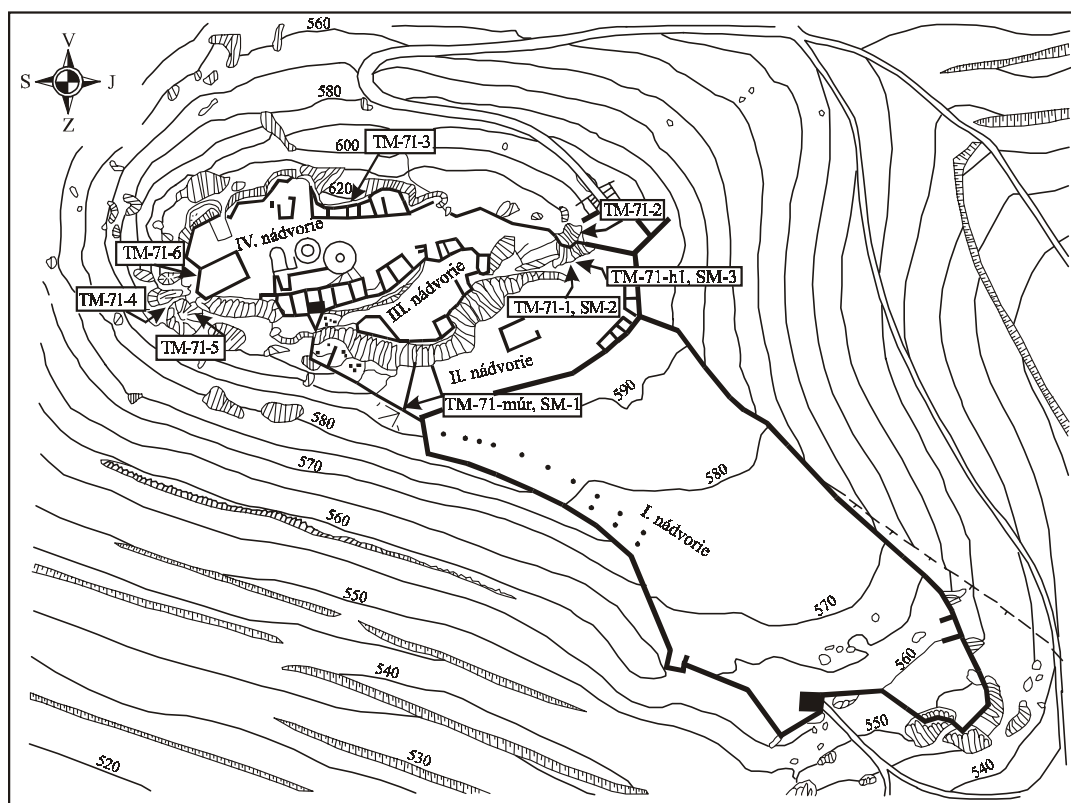 560
V
S
J
Z
580
600
TM-71-3
620
TM-71-2
IV. nádvorie
TM-71-6
III. nádvorie
TM-71-h1, SM-3
TM-71-4
TM-71-1, SM-2
TM-71-5
II. nádvorie
590
TM-71-múr, SM-1
580
570
580
560
I. nádvorie
550
570
540
560
550
530
520
540